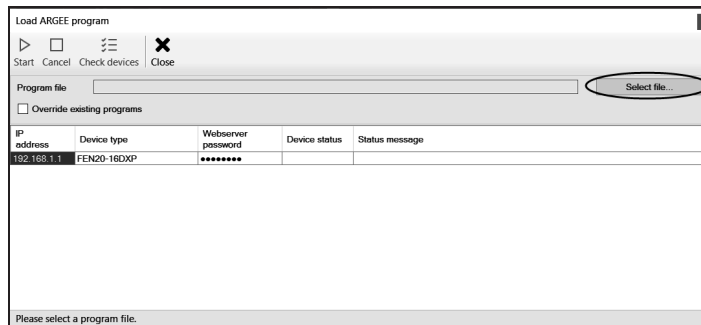 Load ARGEE program
Start Cancel Check devices Close
Program file Select file...
Override existing programs
IP address Device type Webserver password Device status Status message
192.168.1.1 FEN20-16DXP ●●●●●●●●
Please select a program file.